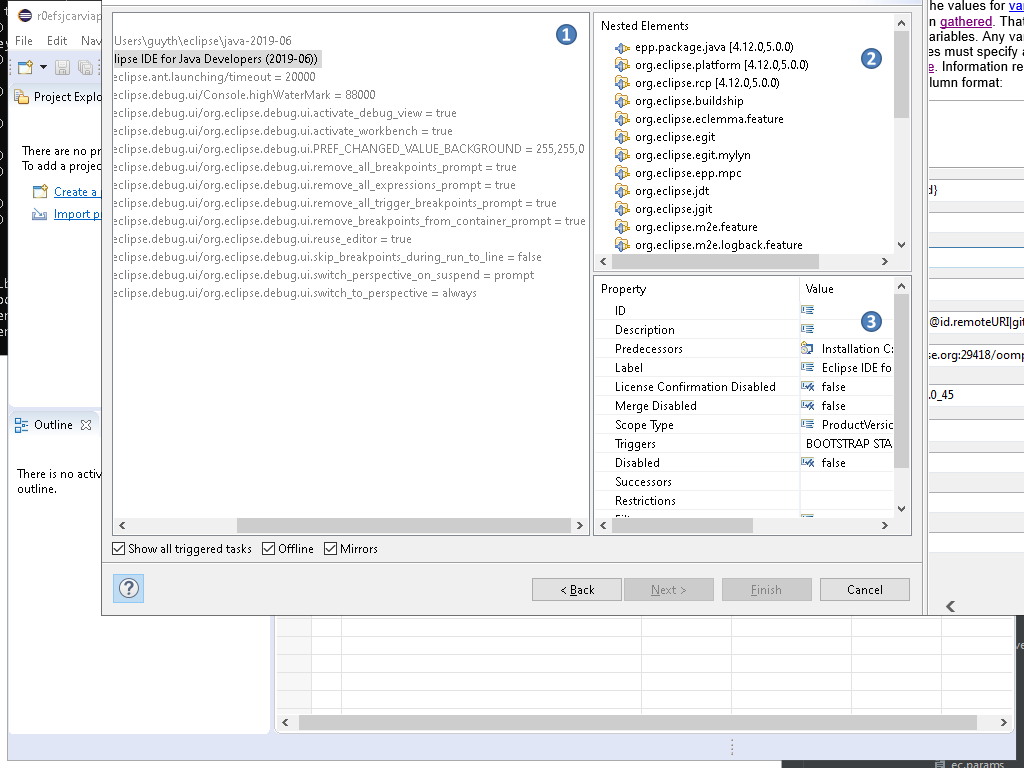 r0efsjcarviap
File Edit Nav
Project Explo
There are no pr
To add a projec
Create a
Import p
Outline
There is no activ
outline.
1
Users\guyth\eclipse\java-2019-06
lipse IDE for Java Developers (2019-06))
eclipse.ant.launching/timeout = 20000
eclipse.debug.ui/Console.highWaterMark = 88000
eclipse.debug.ui/org.eclipse.debug.ui.activate_debug_view = true
eclipse.debug.ui/org.eclipse.debug.ui.activate_workbench = true
eclipse.debug.ui/org.eclipse.debug.ui.PREF_CHANGED_VALUE_BACKGROUND = 255,255,0
eclipse.debug.ui/org.eclipse.debug.ui.remove_all_breakpoints_prompt = true
eclipse.debug.ui/org.eclipse.debug.ui.remove_all_expressions_prompt = true
eclipse.debug.ui/org.eclipse.debug.ui.remove_all_trigger_breakpoints_prompt = true
eclipse.debug.ui/org.eclipse.debug.ui.remove_breakpoints_from_container_prompt = true
eclipse.debug.ui/org.eclipse.debug.ui.reuse_editor = true
eclipse.debug.ui/org.eclipse.debug.ui.skip_breakpoints_during_run_to_line = false
eclipse.debug.ui/org.eclipse.debug.ui.switch_perspective_on_suspend = prompt
eclipse.debug.ui/org.eclipse.debug.ui.switch_to_perspective = always
Nested Elements
2
epp.package.java [4.12.0,5.0.0)
org.eclipse.platform [4.12.0,5.0.0)
org.eclipse.rcp [4.12.0,5.0.0)
org.eclipse.buildship
org.eclipse.eclemma.feature
org.eclipse.egit
org.eclipse.egit.mylyn
org.eclipse.epp.mpc
org.eclipse.jdt
org.eclipse.jgit
org.eclipse.m2e.feature
org.eclipse.m2e.logback.feature
Property Value
3
ID
Description
Predecessors Installation C:
Label Eclipse IDE fo
License Confirmation Disabled false
Merge Disabled false
Scope Type ProductVersic
Triggers BOOTSTRAP STA
Disabled false
Successors
Restrictions
Show all triggered tasks Offline Mirrors
? < Back Next > Finish Cancel
he values for va
n gathered. That
ariables. Any va
es must specify a
e. Information re
lumn format:
d}
@id.remoteURI|git
se.org:29418/oomp
.0_45
ec.params